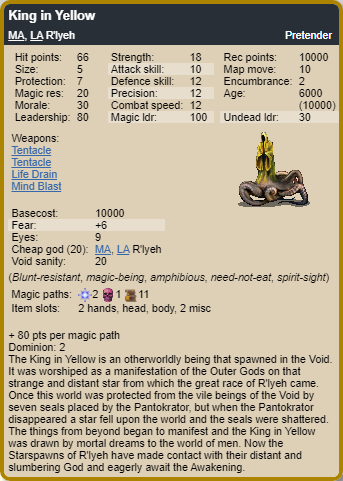 King in Yellow
MA, LA R'lyeh Pretender
Hit points: 66 Strength: 18 Rec points: 10000
Size: 5 Attack skill: 10 Map move: 10
Protection: 7 Defence skill: 12 Encumbrance: 2
Magic res: 20 Precision: 12 Age: 6000
Morale: 30 Combat speed: 12 (10000)
Leadership: 80 Magic ldr: 100 Undead ldr: 30
Weapons:
Tentacle
Tentacle
Life Drain
Mind Blast
Basecost: 10000
Fear: +6
Eyes: 9
Cheap god (20): MA, LA R'lyeh
Void sanity: 20
(Blunt-resistant, magic-being, amphibious, need-not-eat, spirit-sight)
Magic paths: 2 1 11
Item slots: 2 hands, head, body, 2 misc
+ 80 pts per magic path
Dominion: 2
The King in Yellow is an otherworldly being that spawned in the Void.
It was worshiped as a manifestation of the Outer Gods on that
strange and distant star from which the great race of R'lyeh came.
Once this world was protected from the vile beings of the Void by
seven seals placed by the Pantokrator, but when the Pantokrator
disappeared a star fell upon the world and the seals were shattered.
The things from beyond began to manifest and the King in Yellow
was drawn by mortal dreams to the world of men. Now the
Starspawns of R'lyeh have made contact with their distant and
slumbering God and eagerly await the Awakening.